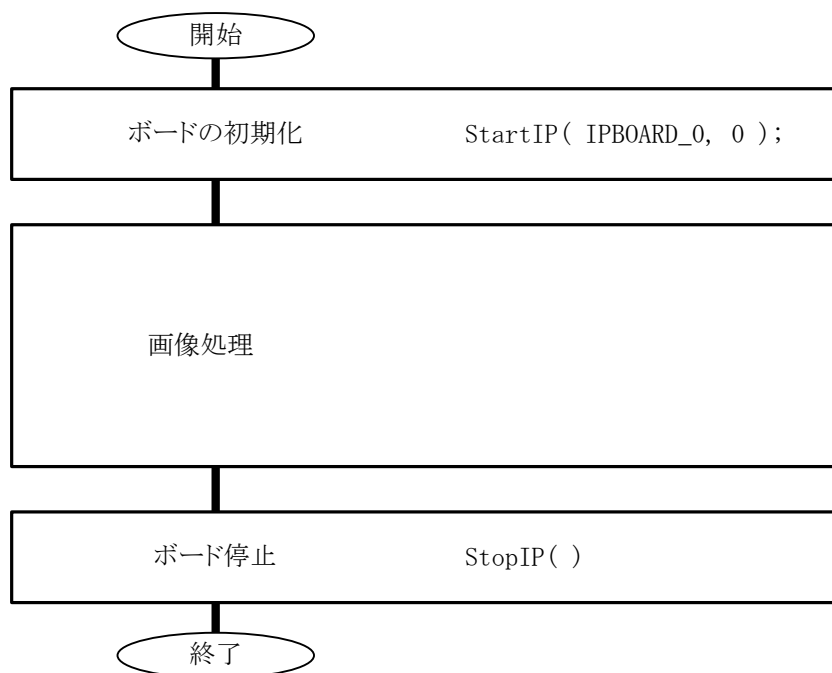 開始
ボードの初期化 StartIP( IPBOARD_0, 0 );
画像処理
ボード停止 StopIP( )
終了